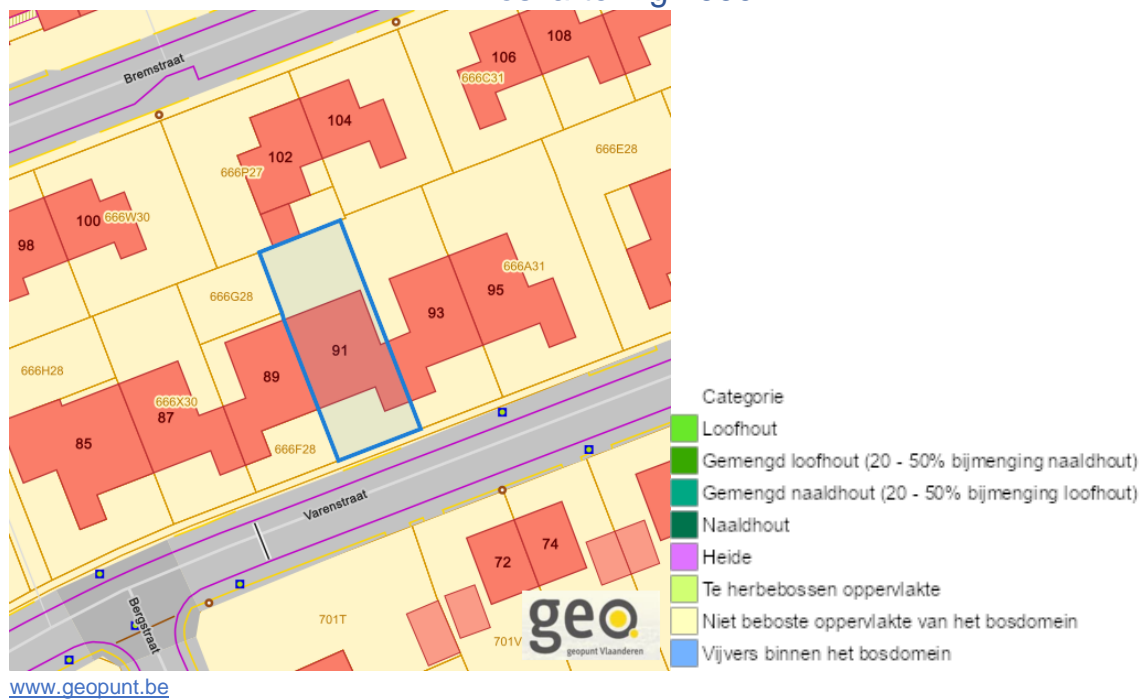 Bremstraat
106
108
666C31
104
102
666P27
666E28
100
666W30
98
666A31
95
666G28
93
91
89
666H28
666X30
87
85
666F28
Varenstraat
72
74
Bergstraat
701T
701V
geo
geopunt Vlaanderen
Categorie
Loofhout
Gemengd loofhout (20 - 50% bijmenging naaldhout)
Gemengd naaldhout (20 - 50% bijmenging loofhout)
Naaldhout
Heide
Te herbebossen oppervlakte
Niet beboste oppervlakte van het bosdomein
Vijvers binnen het bosdomein
www.geopunt.be